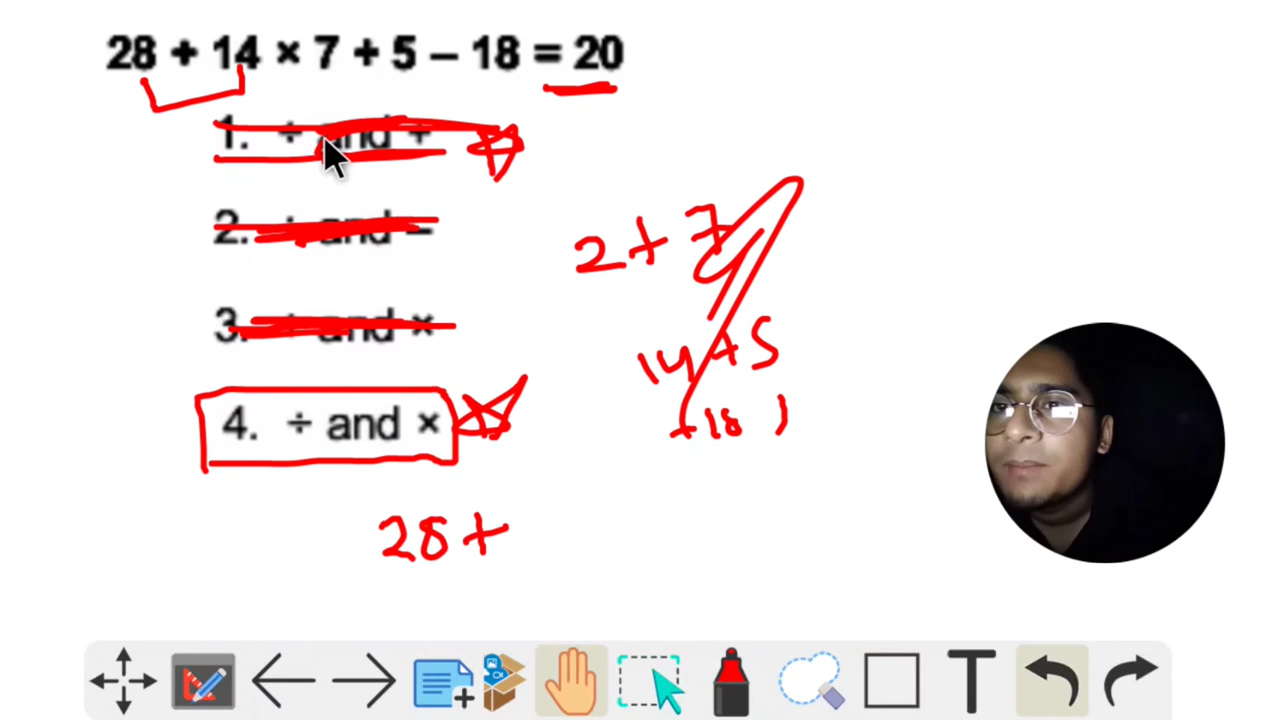 28 + 14 × 7 + 5 – 18 = 20
1. ÷ and +
2. ÷ and –
3. + and ×
4. ÷ and ×
2 + 7
14 + 5
+18
28 +
T